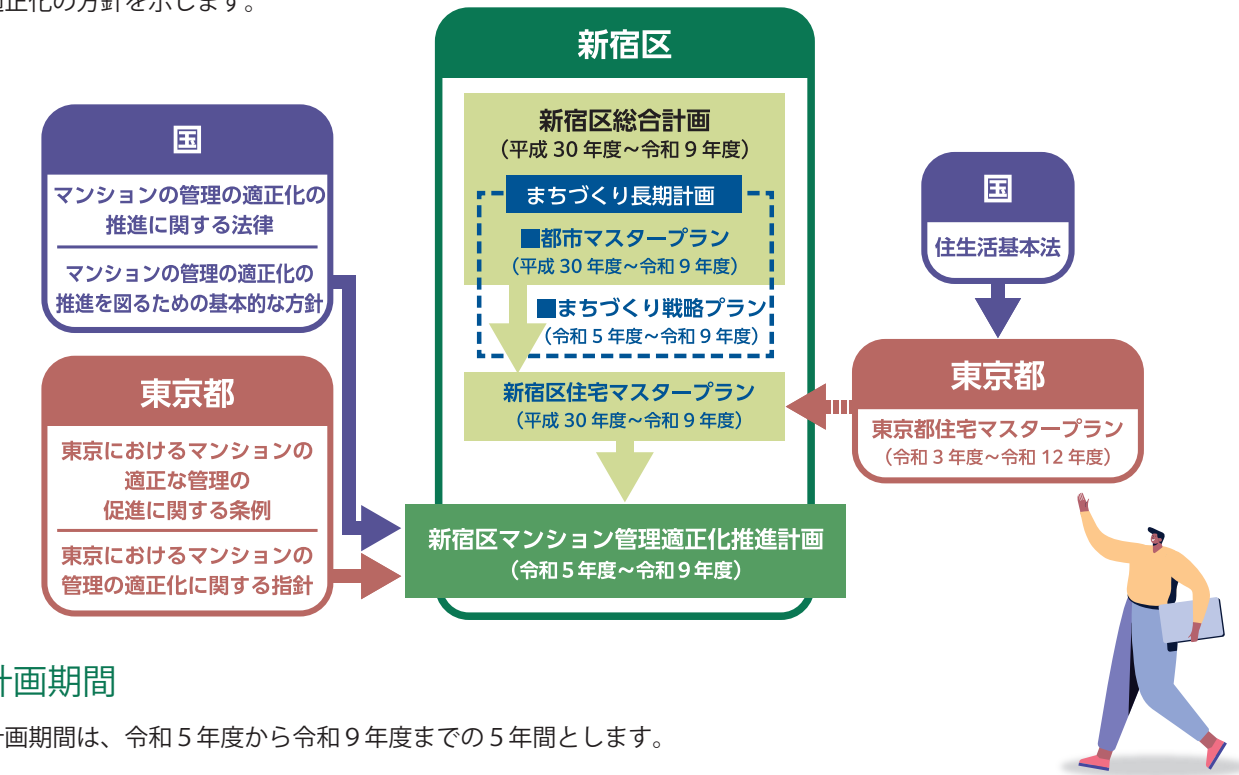 適正化の方針を示します。
新宿区
新宿区総合計画
（平成 30 年度～令和 9 年度）
まちづくり長期計画
■都市マスタープラン
（平成 30 年度～令和 9 年度）
■まちづくり戦略プラン
（令和 5 年度～令和 9 年度）
新宿区住宅マスタープラン
（平成 30 年度～令和 9 年度）
新宿区マンション管理適正化推進計画
（令和５年度～令和９年度）
国
マンションの管理の適正化の
推進に関する法律
マンションの管理の適正化の
推進を図るための基本的な方針
東京都
東京におけるマンションの
適正な管理の
促進に関する条例
東京におけるマンションの
管理の適正化に関する指針
国
住生活基本法
東京都
東京都住宅マスタープラン
（令和 3 年度～令和 12 年度）
計画期間
計画期間は、令和５年度から令和９年度までの５年間とします。